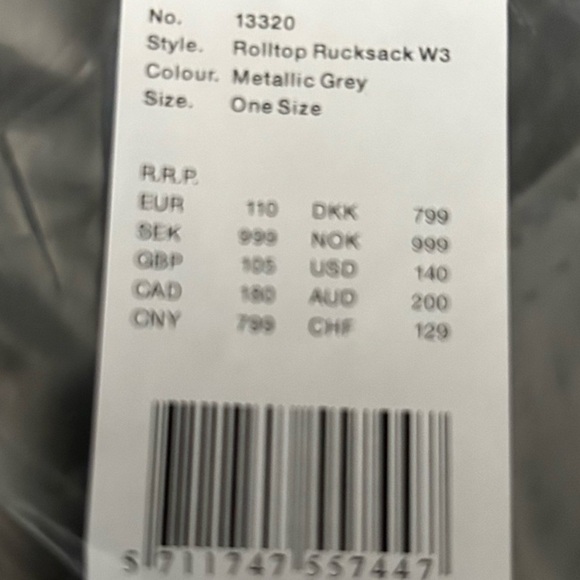 No. 13320
Style. Rolltop Rucksack W3
Colour. Metallic Grey
Size. One Size
R.R.P.
EUR 110 DKK 799
SEK 999 NOK 999
GBP 105 USD 140
CAD 180 AUD 200
CNY 799 CHF 129
5 711747 557447